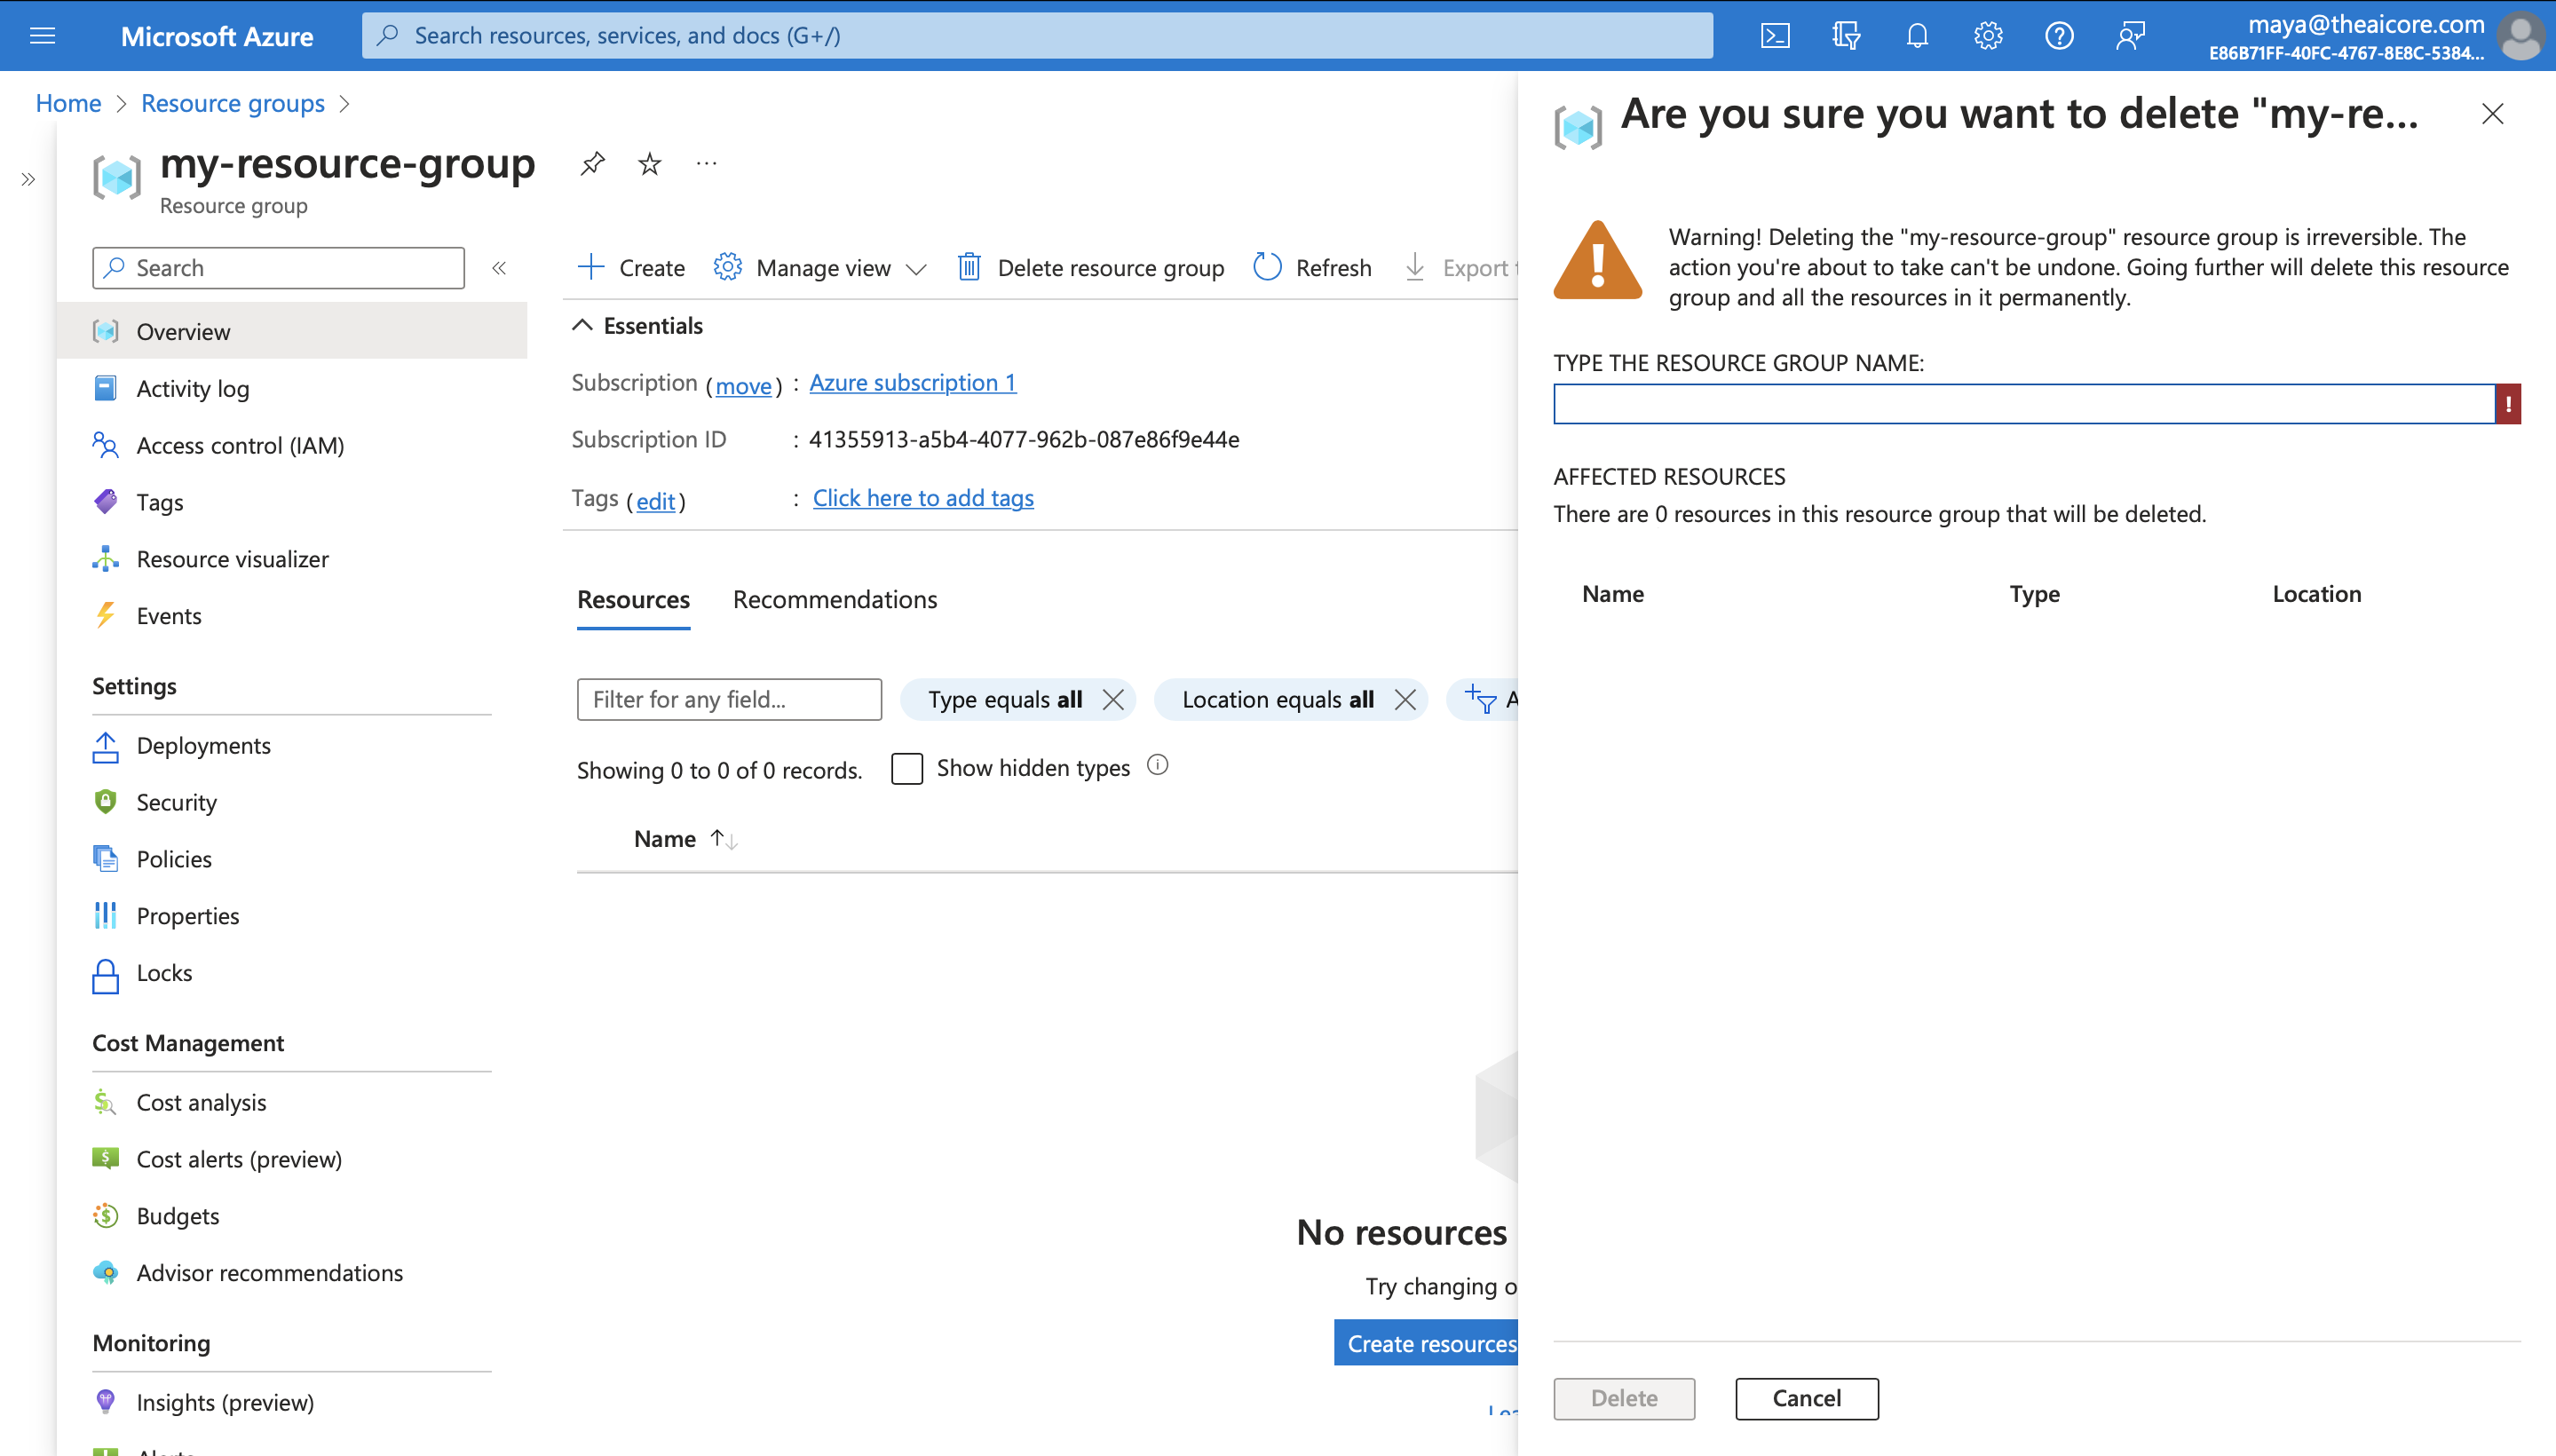 Microsoft Azure
Search resources, services, and docs (G+/)
maya@theaicore.com
E86B71FF-40FC-4767-8E8C-5384...
Home > Resource groups >
my-resource-group
Resource group
Search
Overview
Activity log
Access control (IAM)
Tags
Resource visualizer
Events
Settings
Deployments
Security
Policies
Properties
Locks
Cost Management
Cost analysis
Cost alerts (preview)
Budgets
Advisor recommendations
Monitoring
Insights (preview)
Create Manage view Delete resource group Refresh Export
Essentials
Subscription (move) : Azure subscription 1
Subscription ID : 41355913-a5b4-4077-962b-087e86f9e44e
Tags (edit) : Click here to add tags
Resources Recommendations
Filter for any field... Type equals all Location equals all
Showing 0 to 0 of 0 records. Show hidden types
Name
No resources
Try changing
Create resources
Are you sure you want to delete "my-re...
Warning! Deleting the "my-resource-group" resource group is irreversible. The
action you're about to take can't be undone. Going further will delete this resource
group and all the resources in it permanently.
TYPE THE RESOURCE GROUP NAME:
AFFECTED RESOURCES
There are 0 resources in this resource group that will be deleted.
Name Type Location
Delete Cancel